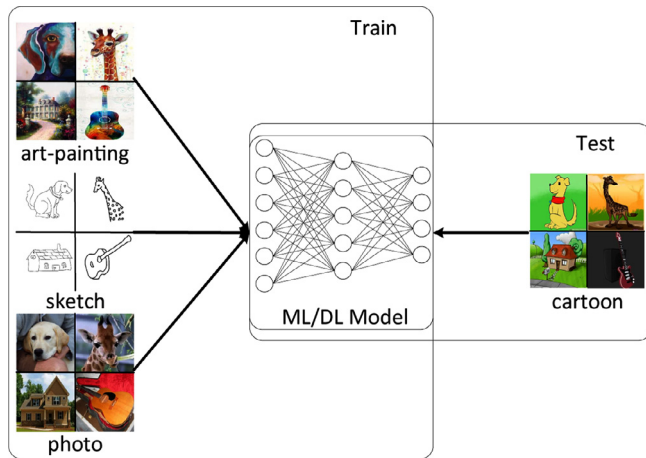 Train
art-painting
sketch
photo
ML/DL Model
Test
cartoon